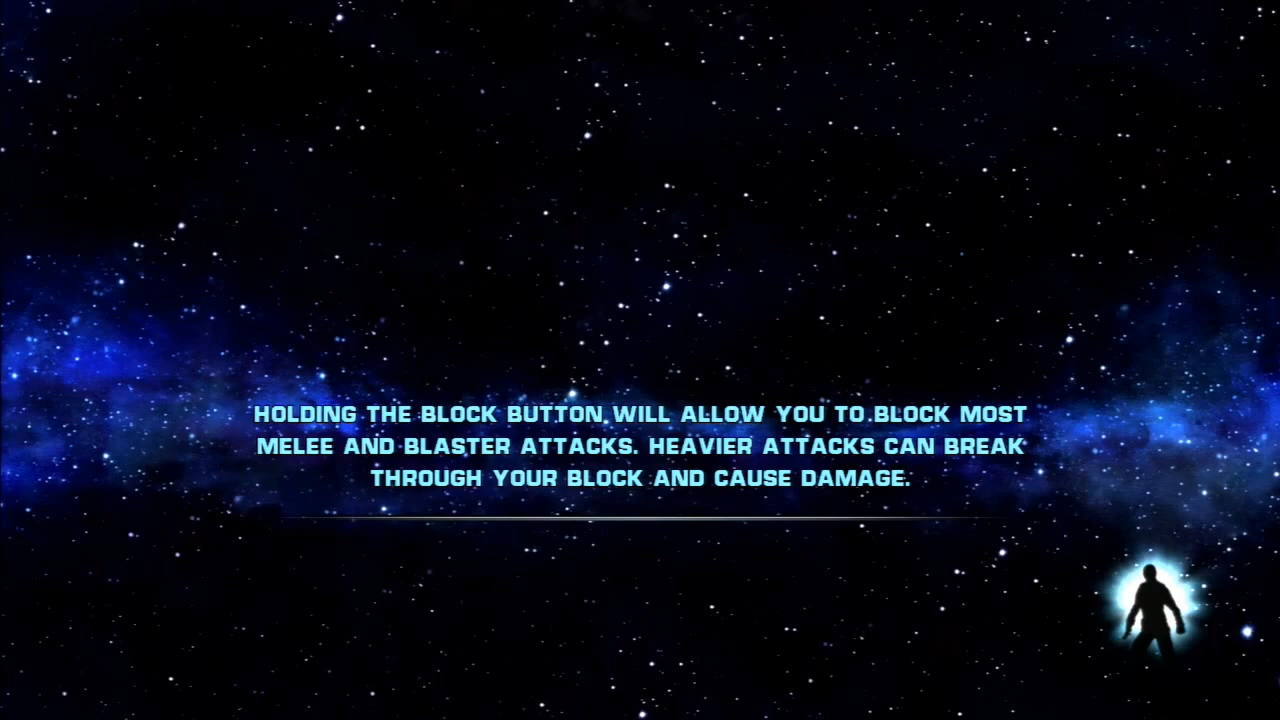 HOLDING THE BLOCK BUTTON WILL ALLOW YOU TO BLOCK MOST
MELEE AND BLASTER ATTACKS. HEAVIER ATTACKS CAN BREAK
THROUGH YOUR BLOCK AND CAUSE DAMAGE.